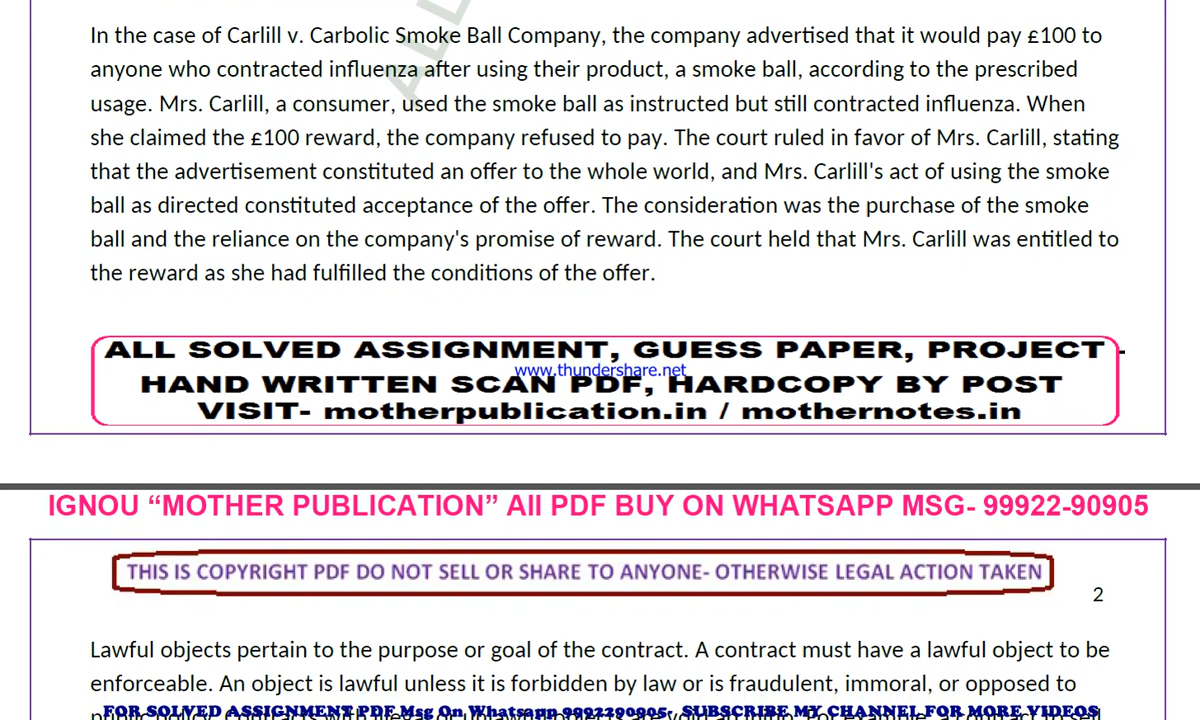 In the case of Carlill v. Carbolic Smoke Ball Company, the company advertised that it would pay £100 to
anyone who contracted influenza after using their product, a smoke ball, according to the prescribed
usage. Mrs. Carlill, a consumer, used the smoke ball as instructed but still contracted influenza. When
she claimed the £100 reward, the company refused to pay. The court ruled in favor of Mrs. Carlill, stating
that the advertisement constituted an offer to the whole world, and Mrs. Carlill's act of using the smoke
ball as directed constituted acceptance of the offer. The consideration was the purchase of the smoke
ball and the reliance on the company's promise of reward. The court held that Mrs. Carlill was entitled to
the reward as she had fulfilled the conditions of the offer.
ALL SOLVED ASSIGNMENT, GUESS PAPER, PROJECT -
www.thundershare.net
HAND WRITTEN SCAN PDF, HARDCOPY BY POST
VISIT- motherpublication.in / mothernotes.in
IGNOU “MOTHER PUBLICATION” All PDF BUY ON WHATSAPP MSG- 99922-90905
THIS IS COPYRIGHT PDF DO NOT SELL OR SHARE TO ANYONE- OTHERWISE LEGAL ACTION TAKEN
2
Lawful objects pertain to the purpose or goal of the contract. A contract must have a lawful object to be
enforceable. An object is lawful unless it is forbidden by law or is fraudulent, immoral, or opposed to
FOR SOLVED ASSIGNMENT PDF Msg On Whatsapp 9992290905, SUBSCRIBE MY CHANNEL FOR MORE VIDEOS